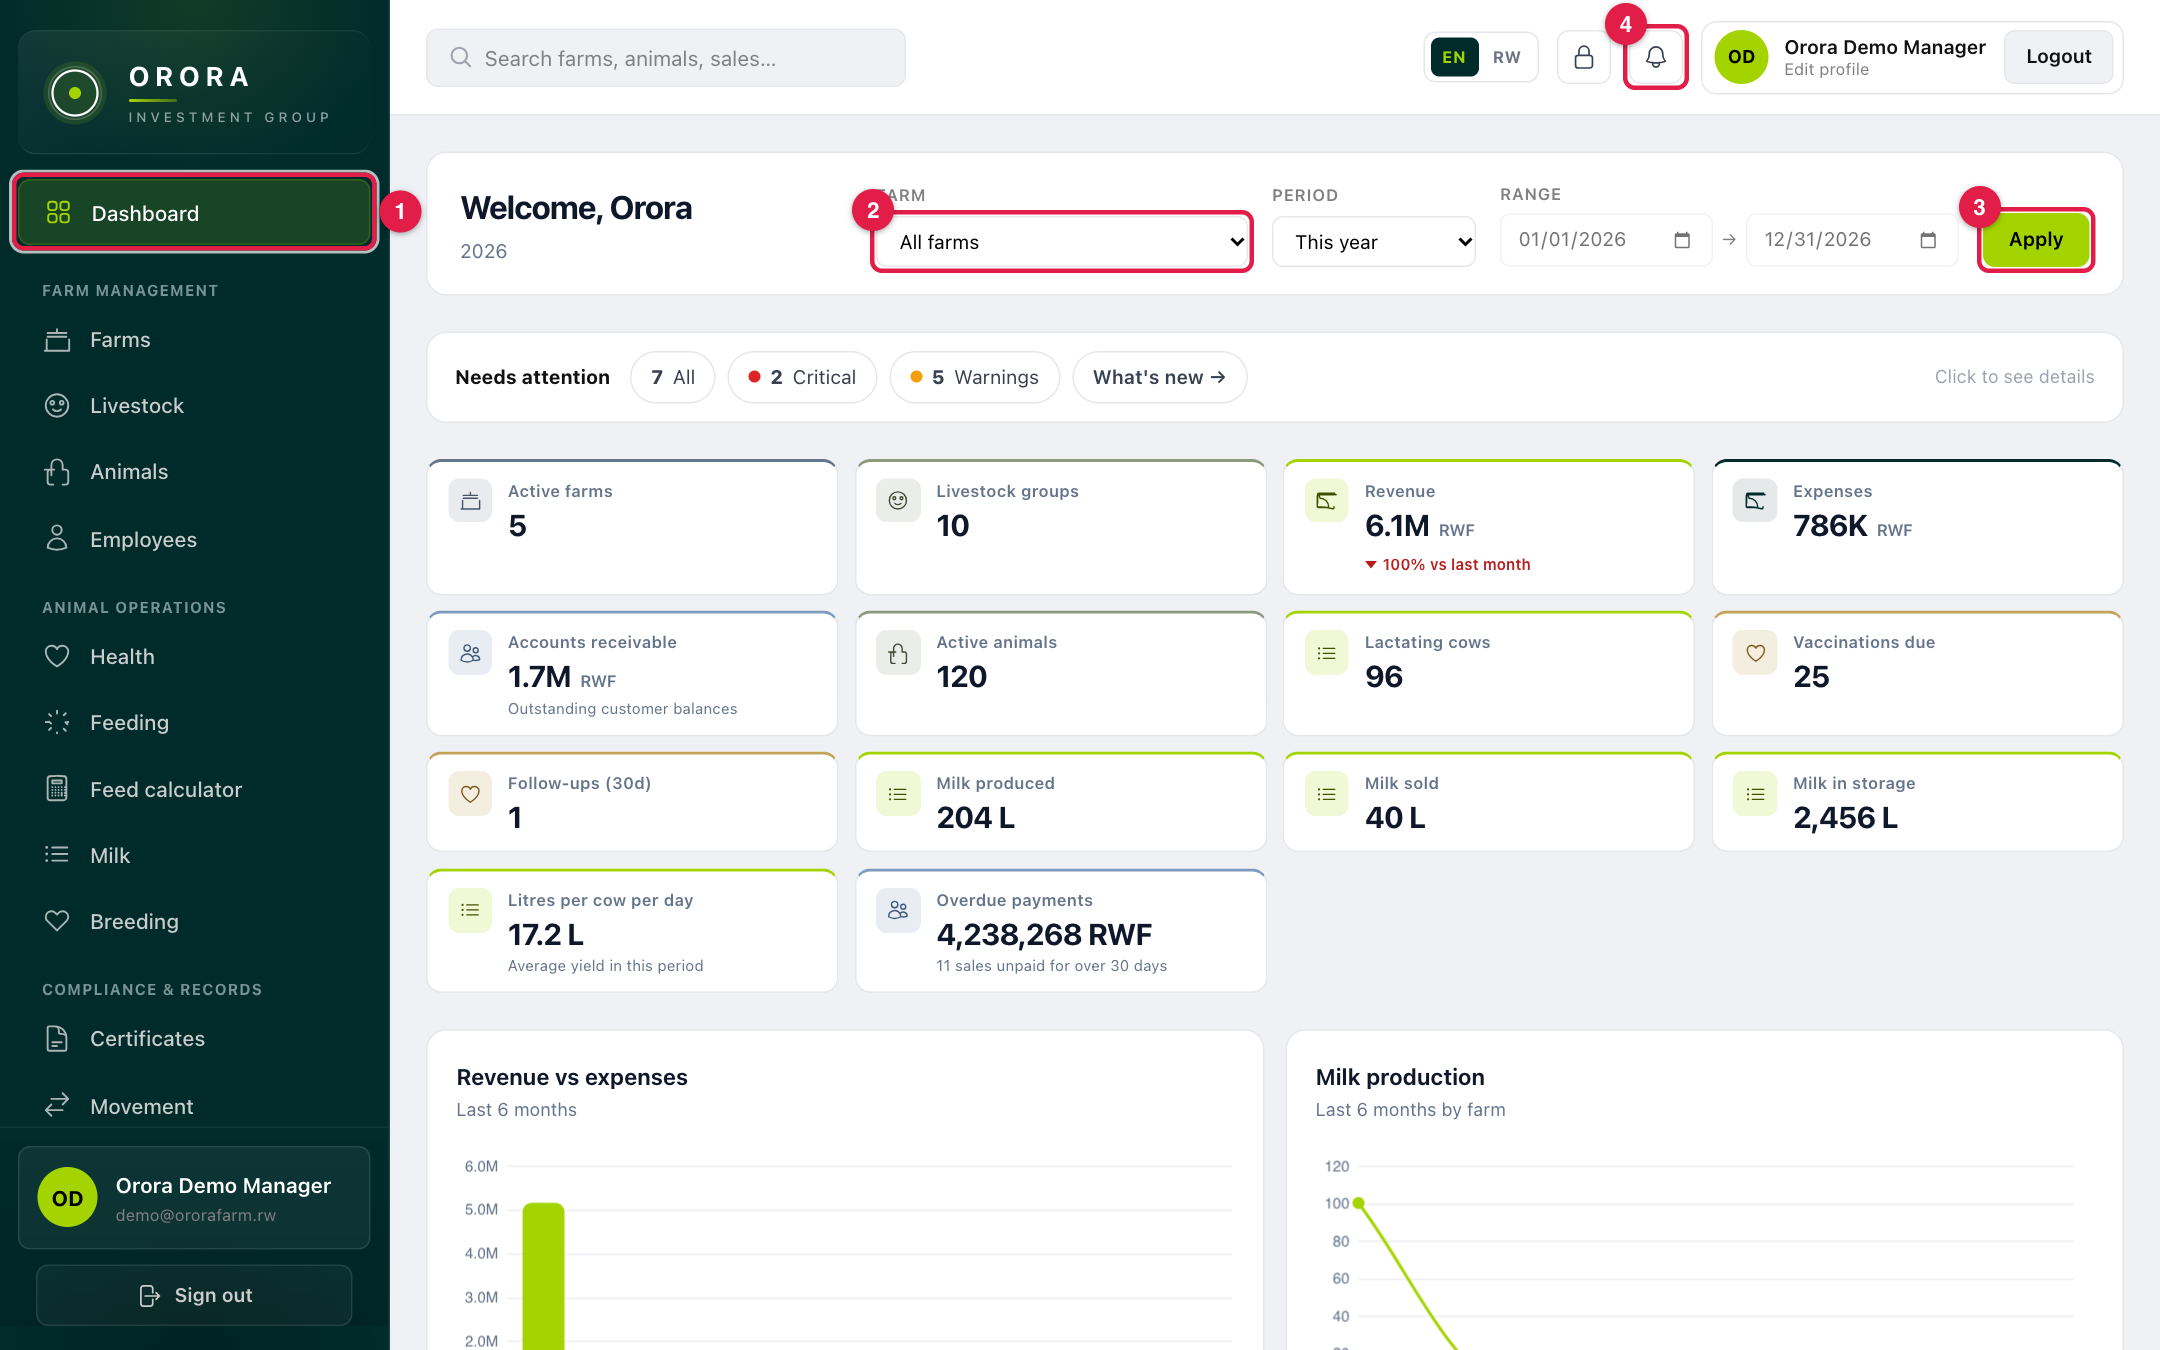 ORORA
INVESTMENT GROUP
Dashboard
1
FARM MANAGEMENT
Farms
Livestock
Animals
Employees
ANIMAL OPERATIONS
Health
Feeding
Feed calculator
Milk
Breeding
COMPLIANCE & RECORDS
Certificates
Movement
OD
Orora Demo Manager
demo@ororafarm.rw
Sign out
Search farms, animals, sales...
EN RW
4
OD
Orora Demo Manager
Edit profile
Logout
Welcome, Orora
2026
2
ARM
All farms
PERIOD
This year
RANGE
01/01/2026 → 12/31/2026
3
Apply
Needs attention
7 All
2 Critical
5 Warnings
What's new →
Click to see details
Active farms
5
Livestock groups
10
Revenue
6.1M RWF
▼ 100% vs last month
Expenses
786K RWF
Accounts receivable
1.7M RWF
Outstanding customer balances
Active animals
120
Lactating cows
96
Vaccinations due
25
Follow-ups (30d)
1
Milk produced
204 L
Milk sold
40 L
Milk in storage
2,456 L
Litres per cow per day
17.2 L
Average yield in this period
Overdue payments
4,238,268 RWF
11 sales unpaid for over 30 days
Revenue vs expenses
Last 6 months
6.0M
5.0M
4.0M
3.0M
2.0M
Milk production
Last 6 months by farm
120
100
80
60
40